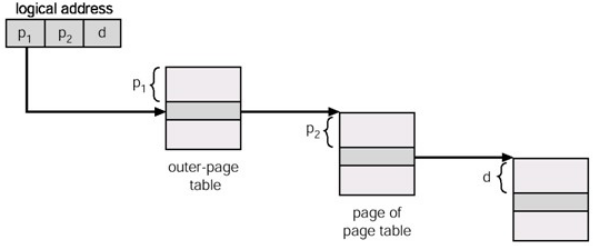 logical address
p₁ p₂ d
p₁
outer-page
table
p₂
page of
page table
d